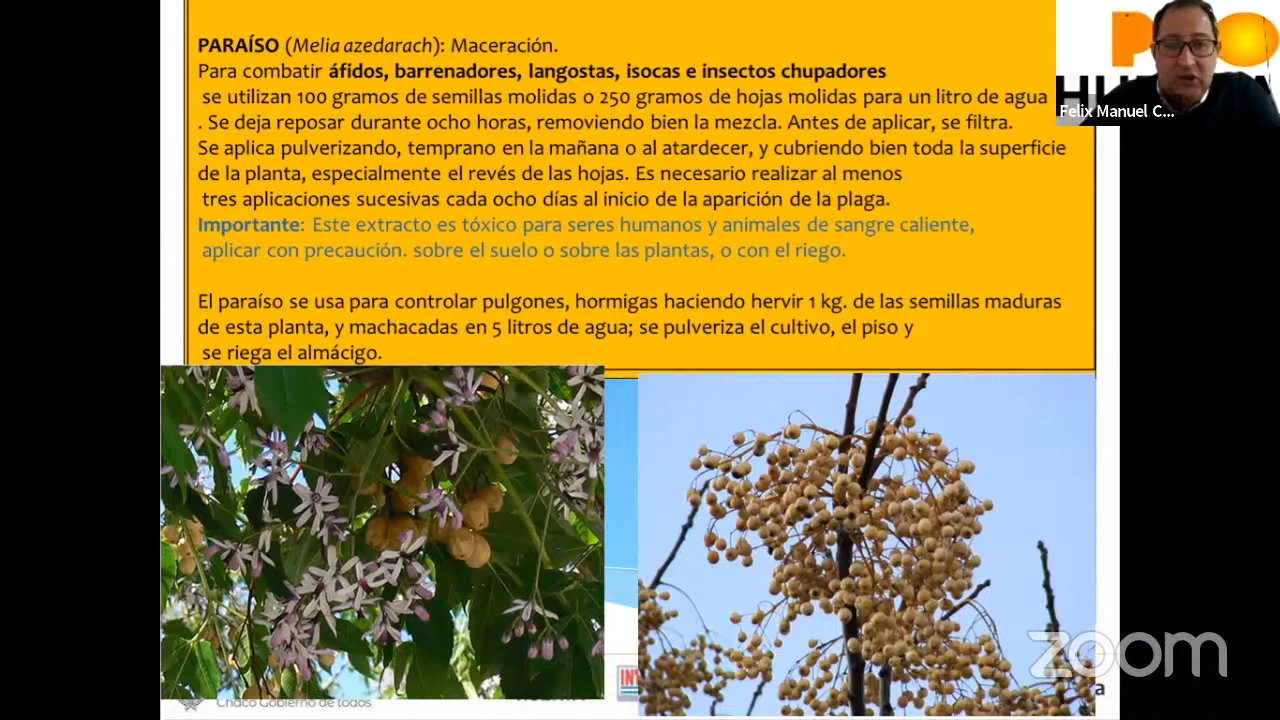 PARAÍSO (Melia azedarach): Maceración.
Para combatir áfidos, barrenadores, langostas, isocas e insectos chupadores
se utilizan 100 gramos de semillas molidas o 250 gramos de hojas molidas para un litro de agua
. Se deja reposar durante ocho horas, removiendo bien la mezcla. Antes de aplicar, se filtra.
Se aplica pulverizando, temprano en la mañana o al atardecer, y cubriendo bien toda la superficie
de la planta, especialmente el revés de las hojas. Es necesario realizar al menos
tres aplicaciones sucesivas cada ocho días al inicio de la aparición de la plaga.
Importante: Este extracto es tóxico para seres humanos y animales de sangre caliente,
aplicar con precaución. sobre el suelo o sobre las plantas, o con el riego.
El paraíso se usa para controlar pulgones, hormigas haciendo hervir 1 kg. de las semillas maduras
de esta planta, y machacadas en 5 litros de agua; se pulveriza el cultivo, el piso y
se riega el almácigo.
Felix Manuel C...
Chaco Gobierno de todos
zoom